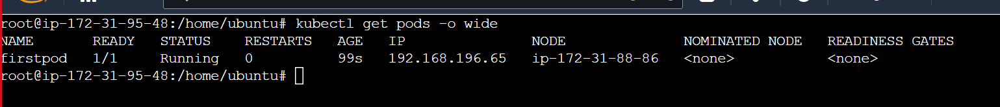 root@ip-172-31-95-48:/home/ubuntu# kubectl get pods -o wide
NAME READY STATUS RESTARTS AGE IP NODE NOMINATED NODE READINESS GATES
firstpod 1/1 Running 0 99s 192.168.196.65 ip-172-31-88-86 <none> <none>
root@ip-172-31-95-48:/home/ubuntu#